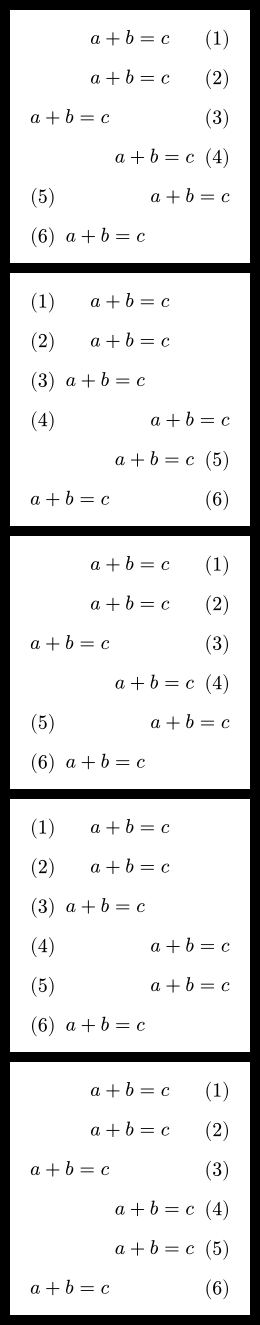 a + b = c (1)
a + b = c (2)
a + b = c (3)
a + b = c (4)
(5) a + b = c
(6) a + b = c
(1) a + b = c
(2) a + b = c
(3) a + b = c
(4) a + b = c
a + b = c (5)
a + b = c (6)
a + b = c (1)
a + b = c (2)
a + b = c (3)
a + b = c (4)
(5) a + b = c
(6) a + b = c
(1) a + b = c
(2) a + b = c
(3) a + b = c
(4) a + b = c
(5) a + b = c
(6) a + b = c
a + b = c (1)
a + b = c (2)
a + b = c (3)
a + b = c (4)
a + b = c (5)
a + b = c (6)